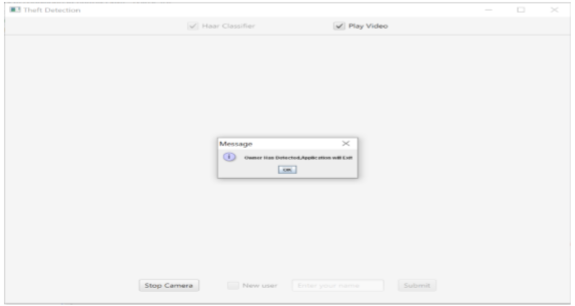 Theft Detection
Haar Classifier
Play Video
Message
Owner Has Detected,Application will Exit
OK
Stop Camera
New user
Enter your name
Submit